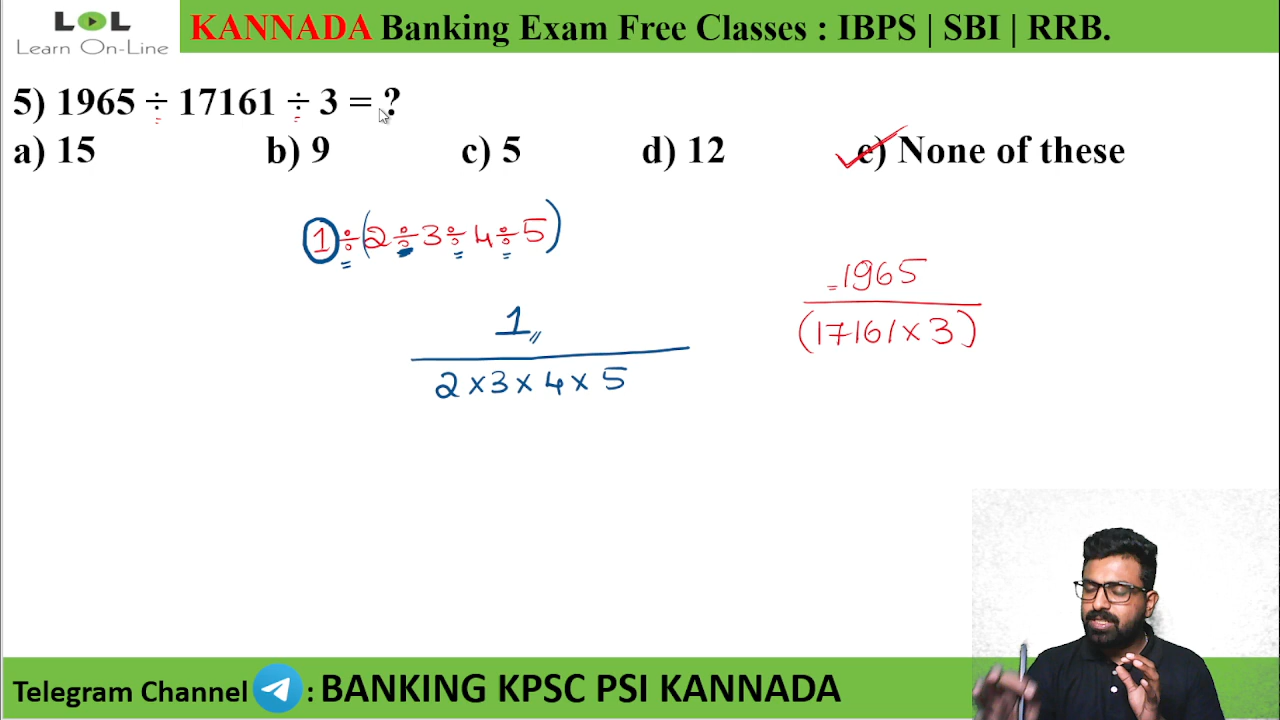 LOL
Learn On-Line
KANNADA Banking Exam Free Classes : IBPS | SBI | RRB.
5) 1965 ÷ 17161 ÷ 3 = ?
a) 15 b) 9 c) 5 d) 12 e) None of these
1 ÷ (2 ÷ 3 ÷ 4 ÷ 5)
1
2 × 3 × 4 × 5
1965
(17161 × 3)
Telegram Channel : BANKING KPSC PSI KANNADA